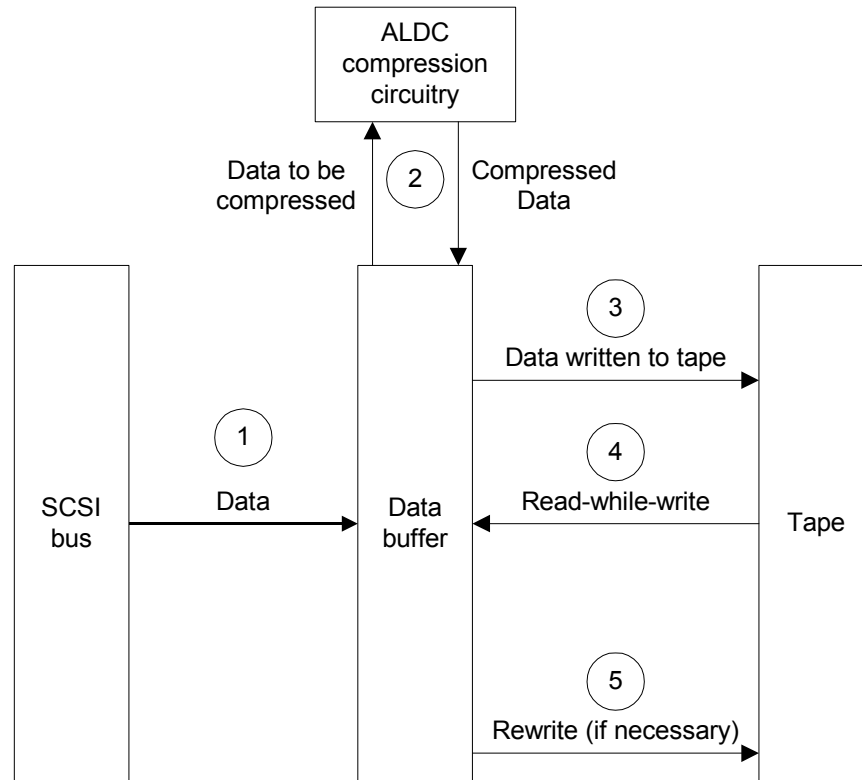 ALDC
compression
circuitry
Data to be
compressed
2
Compressed
Data
3
Data written to tape
1
Data
4
Read-while-write
SCSI
bus
Data
buffer
Tape
5
Rewrite (if necessary)